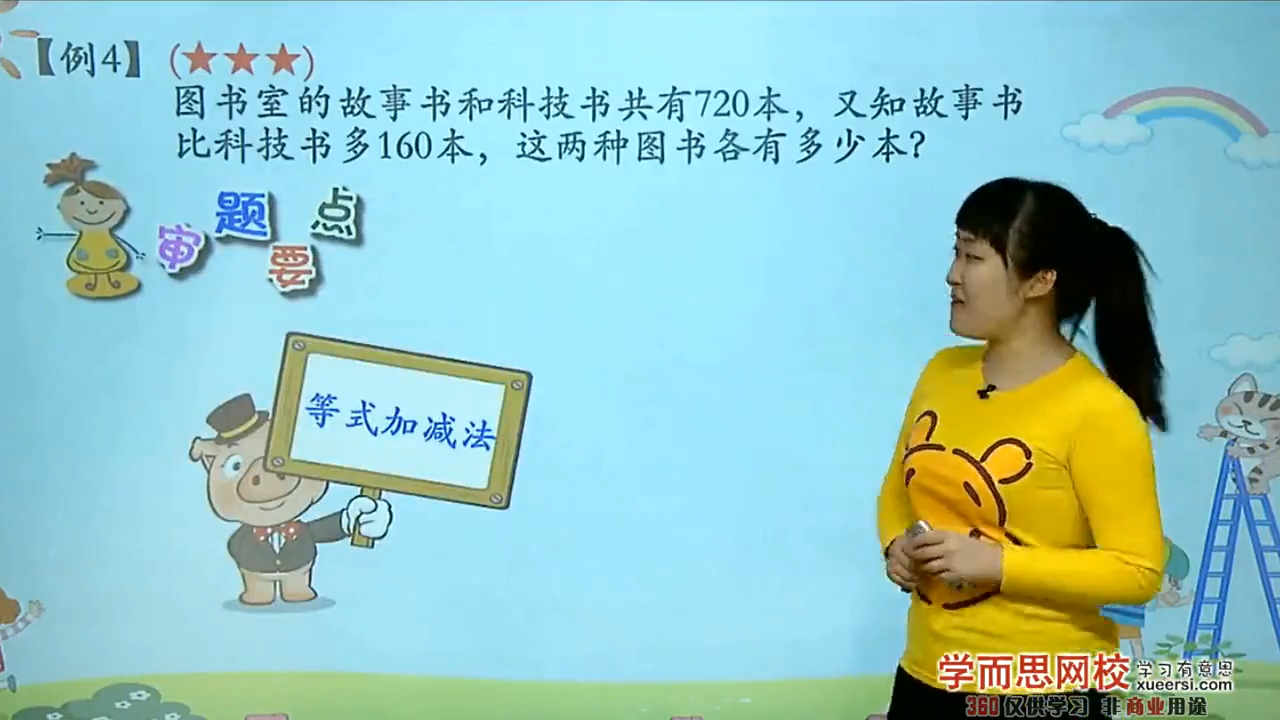 【例4】 (★★★)
图书室的故事书和科技书共有720本，又知故事书
比科技书多160本，这两种图书各有多少本？
审题要点
等式加减法
学而思网校 学习有意思
xueersi.com
360 仅供学习 非商业用途